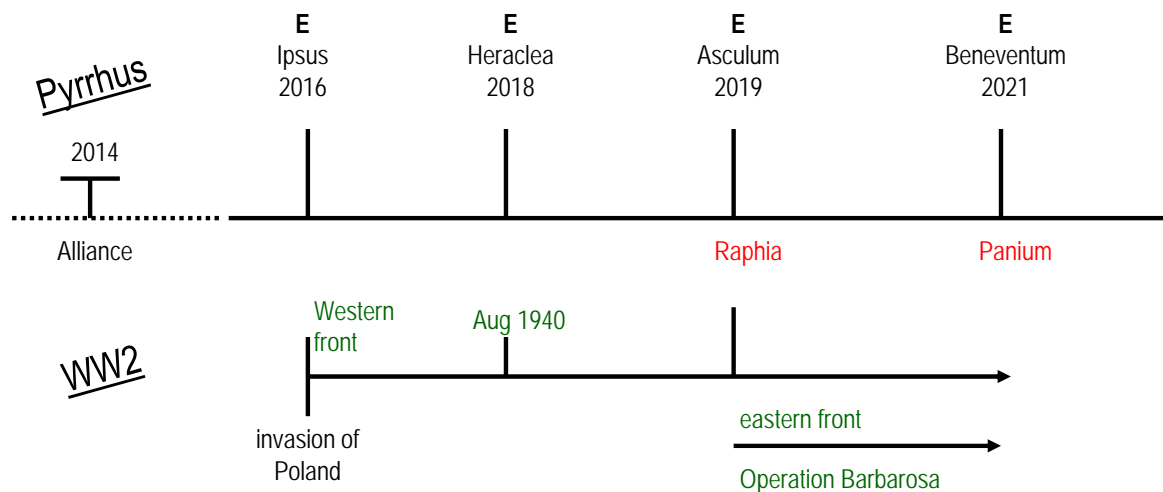 E
Ipsus
2016
E
Heraclea
2018
E
Asculum
2019
E
Beneventum
2021
Pyrrhus
2014
Alliance
Raphia
Panium
Western
front
Aug 1940
WW2
invasion of
Poland
eastern front
Operation Barbarosa